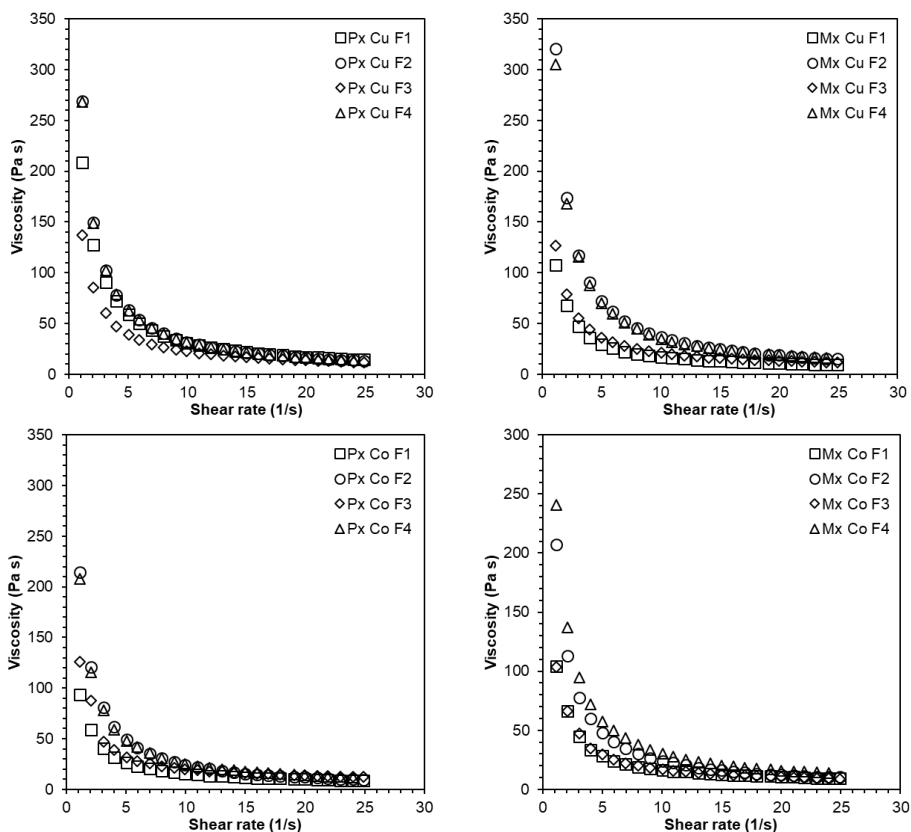 350
300
250
200
150
100
50
0
Viscosity (Pa s)
Px Cu F1
Px Cu F2
Px Cu F3
Px Cu F4
0 5 10 15 20 25 30
Shear rate (1/s)
350
300
250
200
150
100
50
0
Viscosity (Pa s)
Mx Cu F1
Mx Cu F2
Mx Cu F3
Mx Cu F4
0 5 10 15 20 25 30
Shear rate (1/s)
350
300
250
200
150
100
50
0
Viscosity (Pa s)
Px Co F1
Px Co F2
Px Co F3
Px Co F4
0 5 10 15 20 25 30
Shear rate (1/s)
300
250
200
150
100
50
0
Viscosity (Pa s)
Mx Co F1
Mx Co F2
Mx Co F3
Mx Co F4
0 5 10 15 20 25 30
Shear rate (1/s)